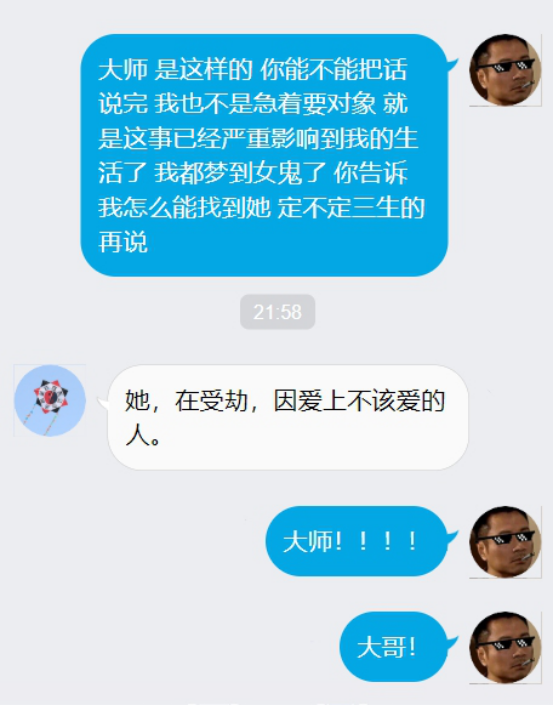 大师 是这样的 你能不能把话
说完 我也不是急着要对象 就
是这事已经严重影响到我的生
活了 我都梦到女鬼了 你告诉
我怎么能找到她 定不定三生的
再说
21:58
她，在受劫，因爱上不该爱的
人。
大师！！！！
大哥！